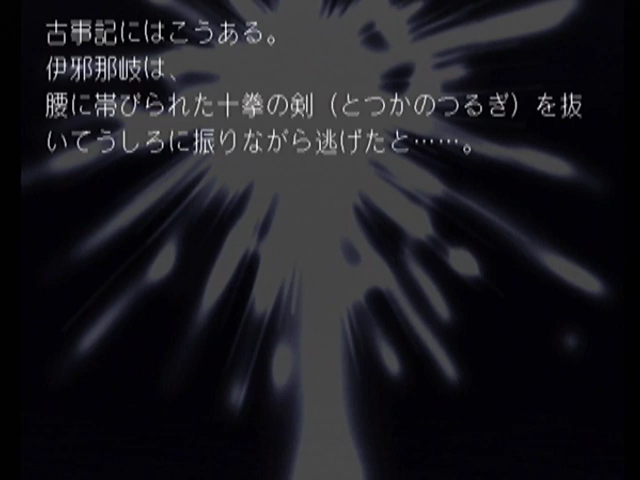 古事記にはこうある。
伊邪那岐は、
腰に帯びられた十拳の剣（とつかのつるぎ）を抜
いてうしろに振りながら逃げたと……。